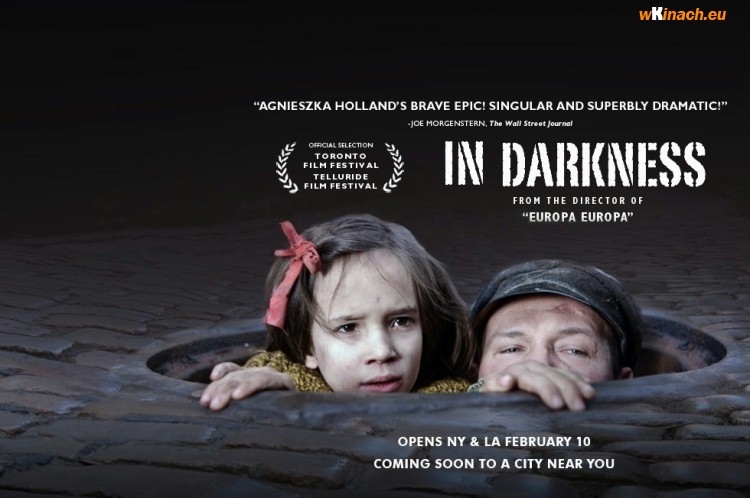 wKinach.eu
“AGNIESZKA HOLLAND’S BRAVE EPIC! SINGULAR AND SUPERBLY DRAMATIC!”
-JOE MORGENSTERN, The Wall Street Journal
OFFICIAL SELECTION
TORONTO
FILM FESTIVAL
TELLURIDE
FILM FESTIVAL
IN DARKNESS
FROM THE DIRECTOR OF
“EUROPA EUROPA”
OPENS NY & LA FEBRUARY 10
COMING SOON TO A CITY NEAR YOU